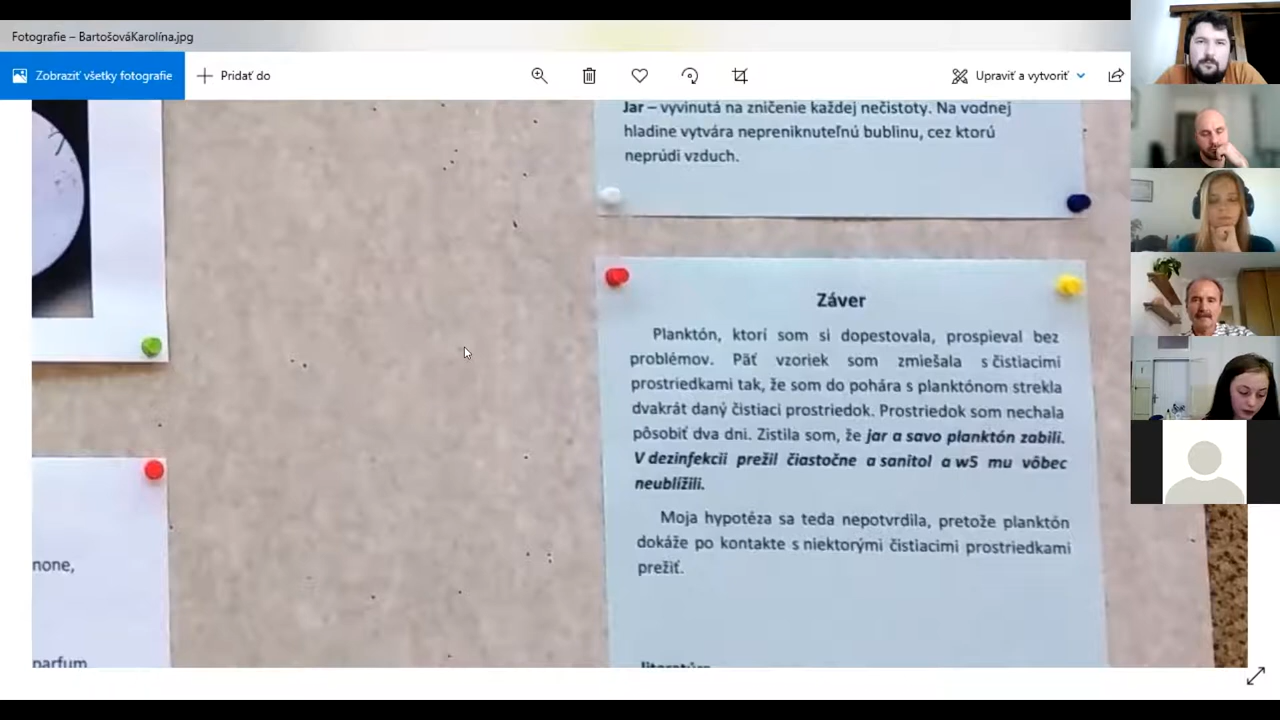 Fotografie – BartošováKarolína.jpg
Zobraziť všetky fotografie
Pridať do
Upraviť a vytvoriť
Jar – vyvinutá na zničenie každej nečistoty. Na vodnej
hladine vytvára nepreniknuteľnú bublinu, cez ktorú
neprúdi vzduch.
Záver
Planktón, ktorí som si dopestovala, prospieval bez
problémov. Päť vzoriek som zmiešala s čistiacimi
prostriedkami tak, že som do pohára s planktónom strekla
dvakrát daný čistiaci prostriedok. Prostriedok som nechala
pôsobiť dva dni. Zistila som, že jar a savo planktón zabili.
V dezinfekcii prežil čiastočne a sanitol a w5 mu vôbec
neublížili.
Moja hypotéza sa teda nepotvrdila, pretože planktón
dokáže po kontakte s niektorými čistiacimi prostriedkami
prežiť.
none,
parfum